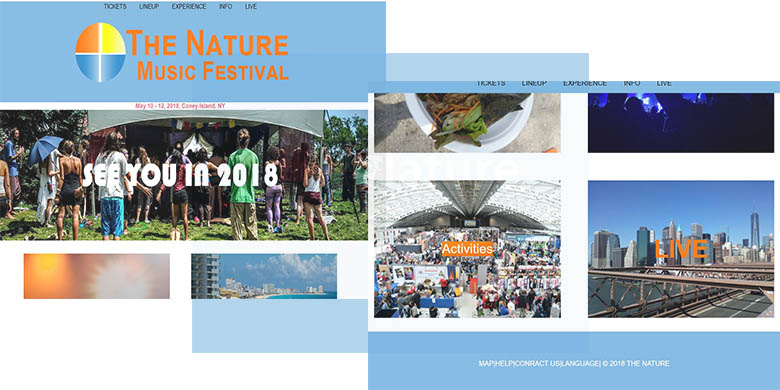 TICKETS LINEUP EXPERIENCE INFO LIVE
THE NATURE
MUSIC FESTIVAL
May 10 - 12, 2018, Coney Island, NY
SEE YOU IN 2018
TICKETS LINEUP EXPERIENCE INFO LIVE
Nature
Activities
LIVE
MAP|HELP|CONRACT US|LANGUAGE| © 2018 THE NATURE